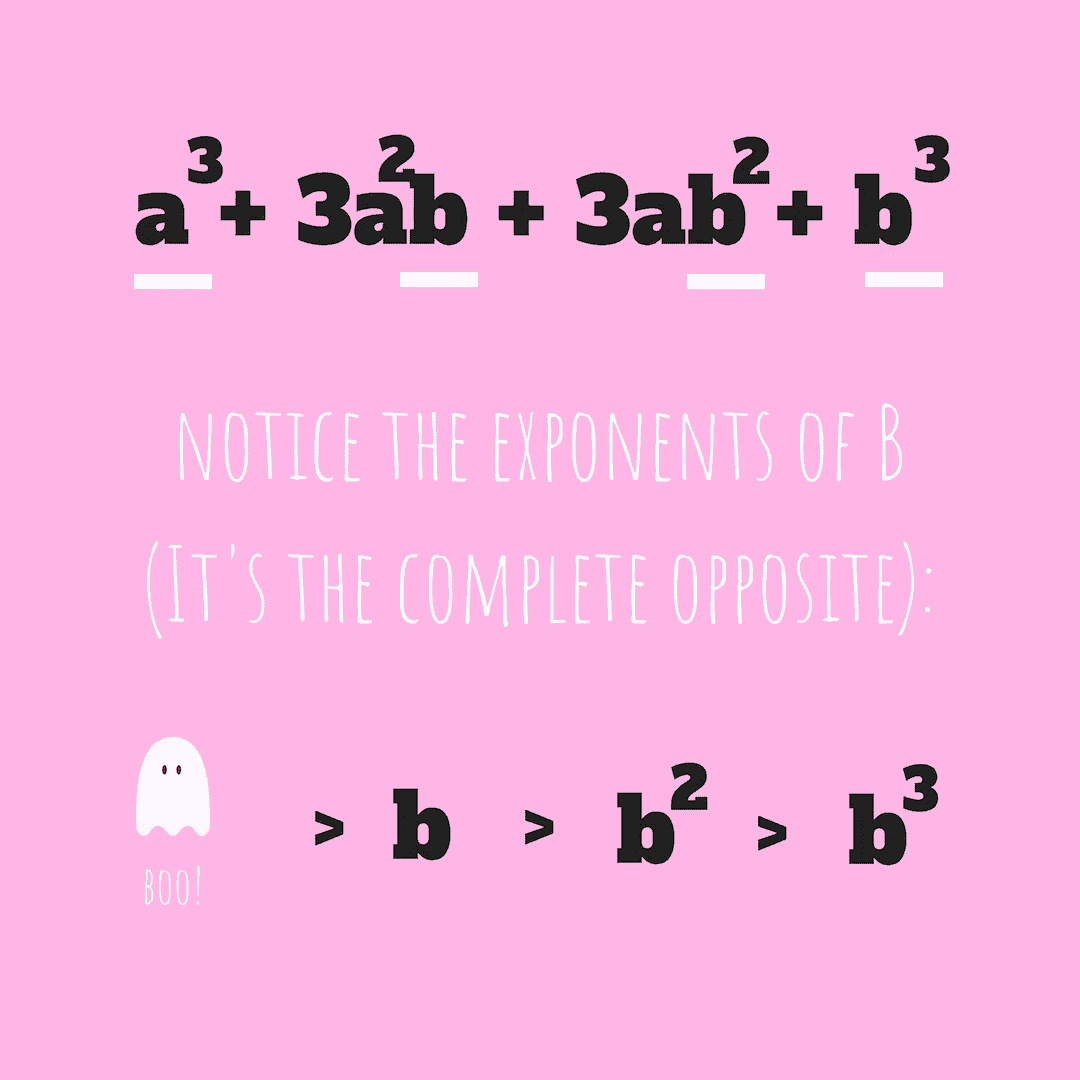 a³ + 3a²b + 3ab² + b³
NOTICE THE EXPONENTS OF B
(IT'S THE COMPLETE OPPOSITE):
> b > b² > b³
BOO!